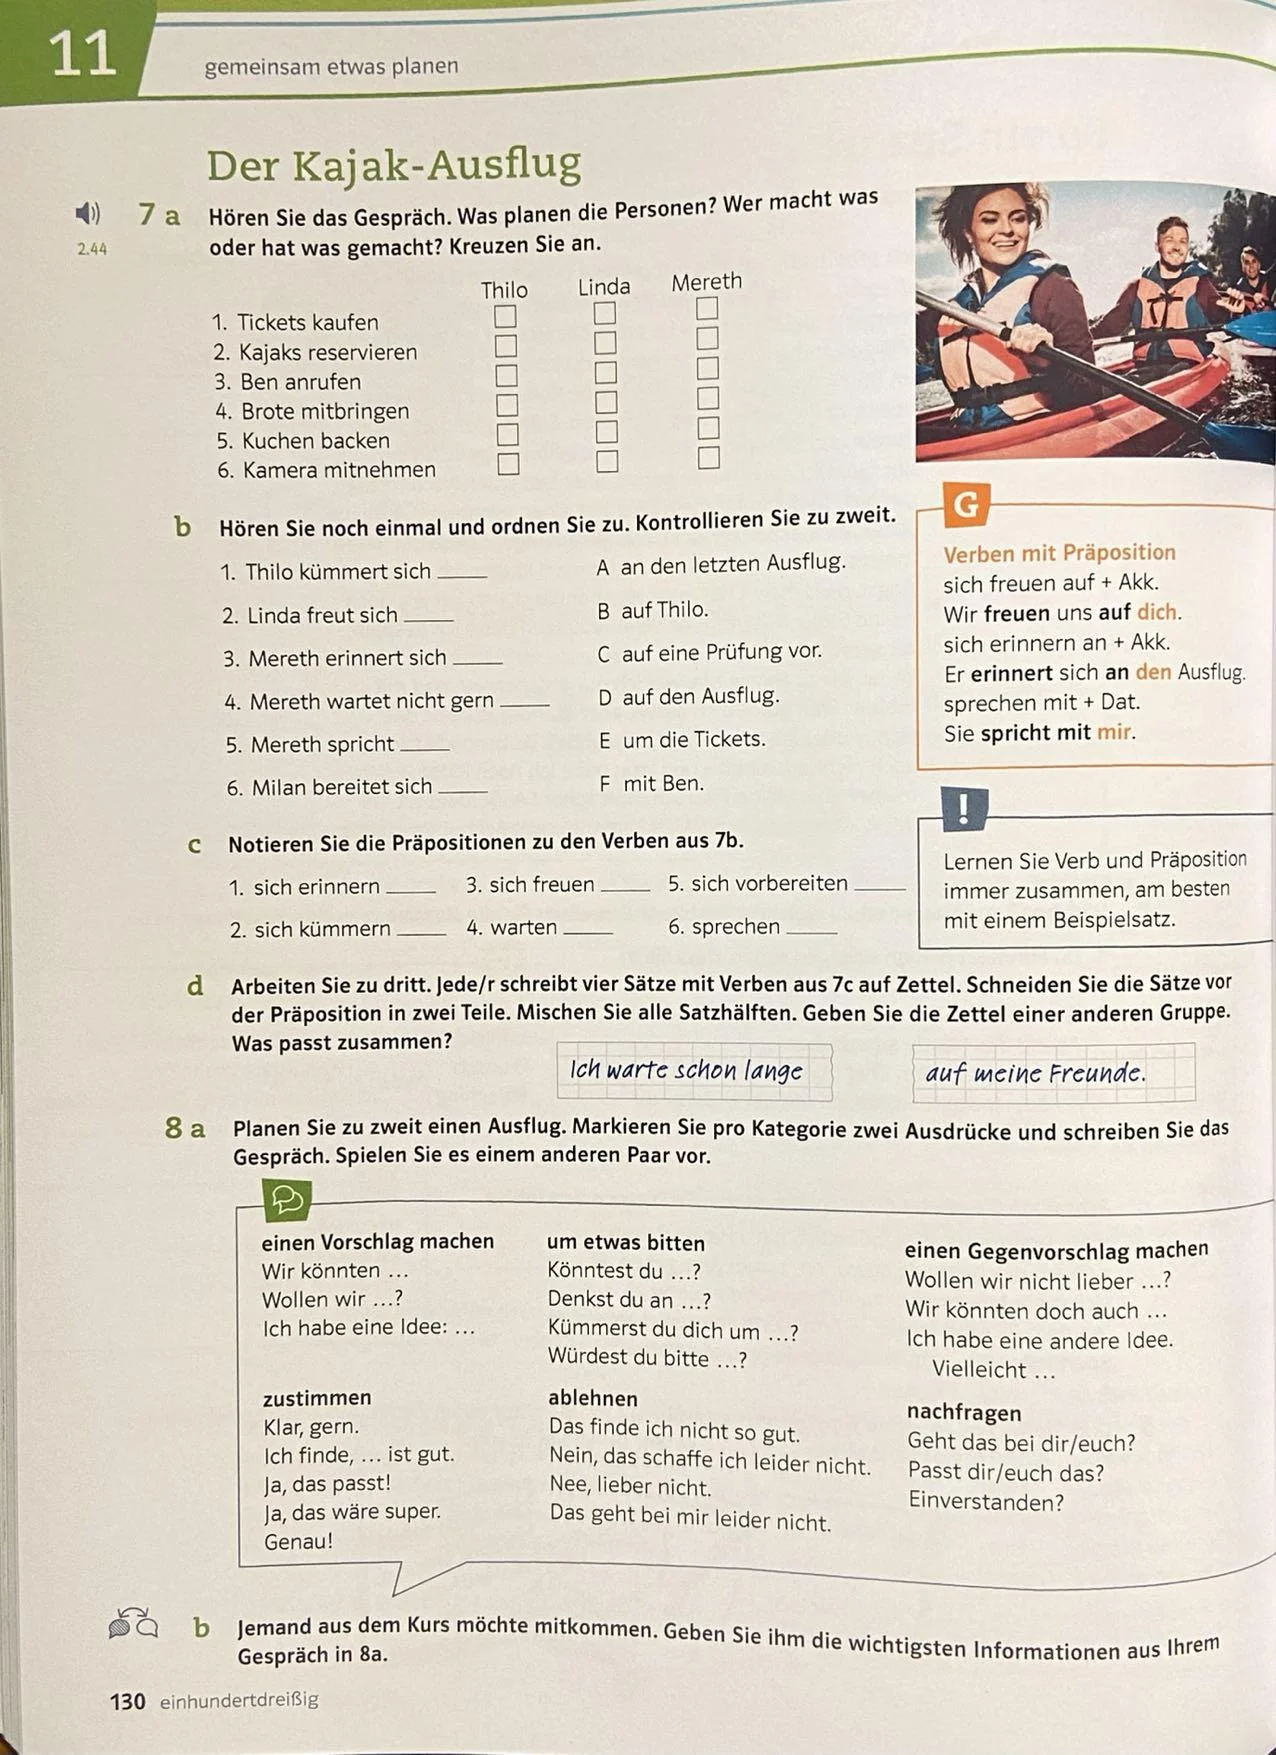 11
gemeinsam etwas planen
Der Kajak-Ausflug
2.44
7 a Hören Sie das Gespräch. Was planen die Personen? Wer macht was
oder hat was gemacht? Kreuzen Sie an.
Thilo Linda Mereth
1. Tickets kaufen
2. Kajaks reservieren
3. Ben anrufen
4. Brote mitbringen
5. Kuchen backen
6. Kamera mitnehmen
b Hören Sie noch einmal und ordnen Sie zu. Kontrollieren Sie zu zweit.
1. Thilo kümmert sich ____ A an den letzten Ausflug.
2. Linda freut sich ____ B auf Thilo.
3. Mereth erinnert sich ____ C auf eine Prüfung vor.
4. Mereth wartet nicht gern ____ D auf den Ausflug.
5. Mereth spricht ____ E um die Tickets.
6. Milan bereitet sich ____ F mit Ben.
G
Verben mit Präposition
sich freuen auf + Akk.
Wir freuen uns auf dich.
sich erinnern an + Akk.
Er erinnert sich an den Ausflug.
sprechen mit + Dat.
Sie spricht mit mir.
c Notieren Sie die Präpositionen zu den Verben aus 7b.
1. sich erinnern ____ 3. sich freuen ____ 5. sich vorbereiten ____
2. sich kümmern ____ 4. warten ____ 6. sprechen ____
!
Lernen Sie Verb und Präposition
immer zusammen, am besten
mit einem Beispielsatz.
d Arbeiten Sie zu dritt. Jede/r schreibt vier Sätze mit Verben aus 7c auf Zettel. Schneiden Sie die Sätze vor
der Präposition in zwei Teile. Mischen Sie alle Satzhälften. Geben Sie die Zettel einer anderen Gruppe.
Was passt zusammen?
Ich warte schon lange auf meine Freunde.
8 a Planen Sie zu zweit einen Ausflug. Markieren Sie pro Kategorie zwei Ausdrücke und schreiben Sie das
Gespräch. Spielen Sie es einem anderen Paar vor.
einen Vorschlag machen
Wir könnten ...
Wollen wir ...?
Ich habe eine Idee: ...
um etwas bitten
Könntest du ...?
Denkst du an ...?
Kümmerst du dich um ...?
Würdest du bitte ...?
einen Gegenvorschlag machen
Wollen wir nicht lieber ...?
Wir könnten doch auch ...
Ich habe eine andere Idee.
Vielleicht ...
zustimmen
Klar, gern.
Ich finde, ... ist gut.
Ja, das passt!
Ja, das wäre super.
Genau!
ablehnen
Das finde ich nicht so gut.
Nein, das schaffe ich leider nicht.
Nee, lieber nicht.
Das geht bei mir leider nicht.
nachfragen
Geht das bei dir/euch?
Passt dir/euch das?
Einverstanden?
b Jemand aus dem Kurs möchte mitkommen. Geben Sie ihm die wichtigsten Informationen aus Ihrem
Gespräch in 8a.
130 einhundertdreißig